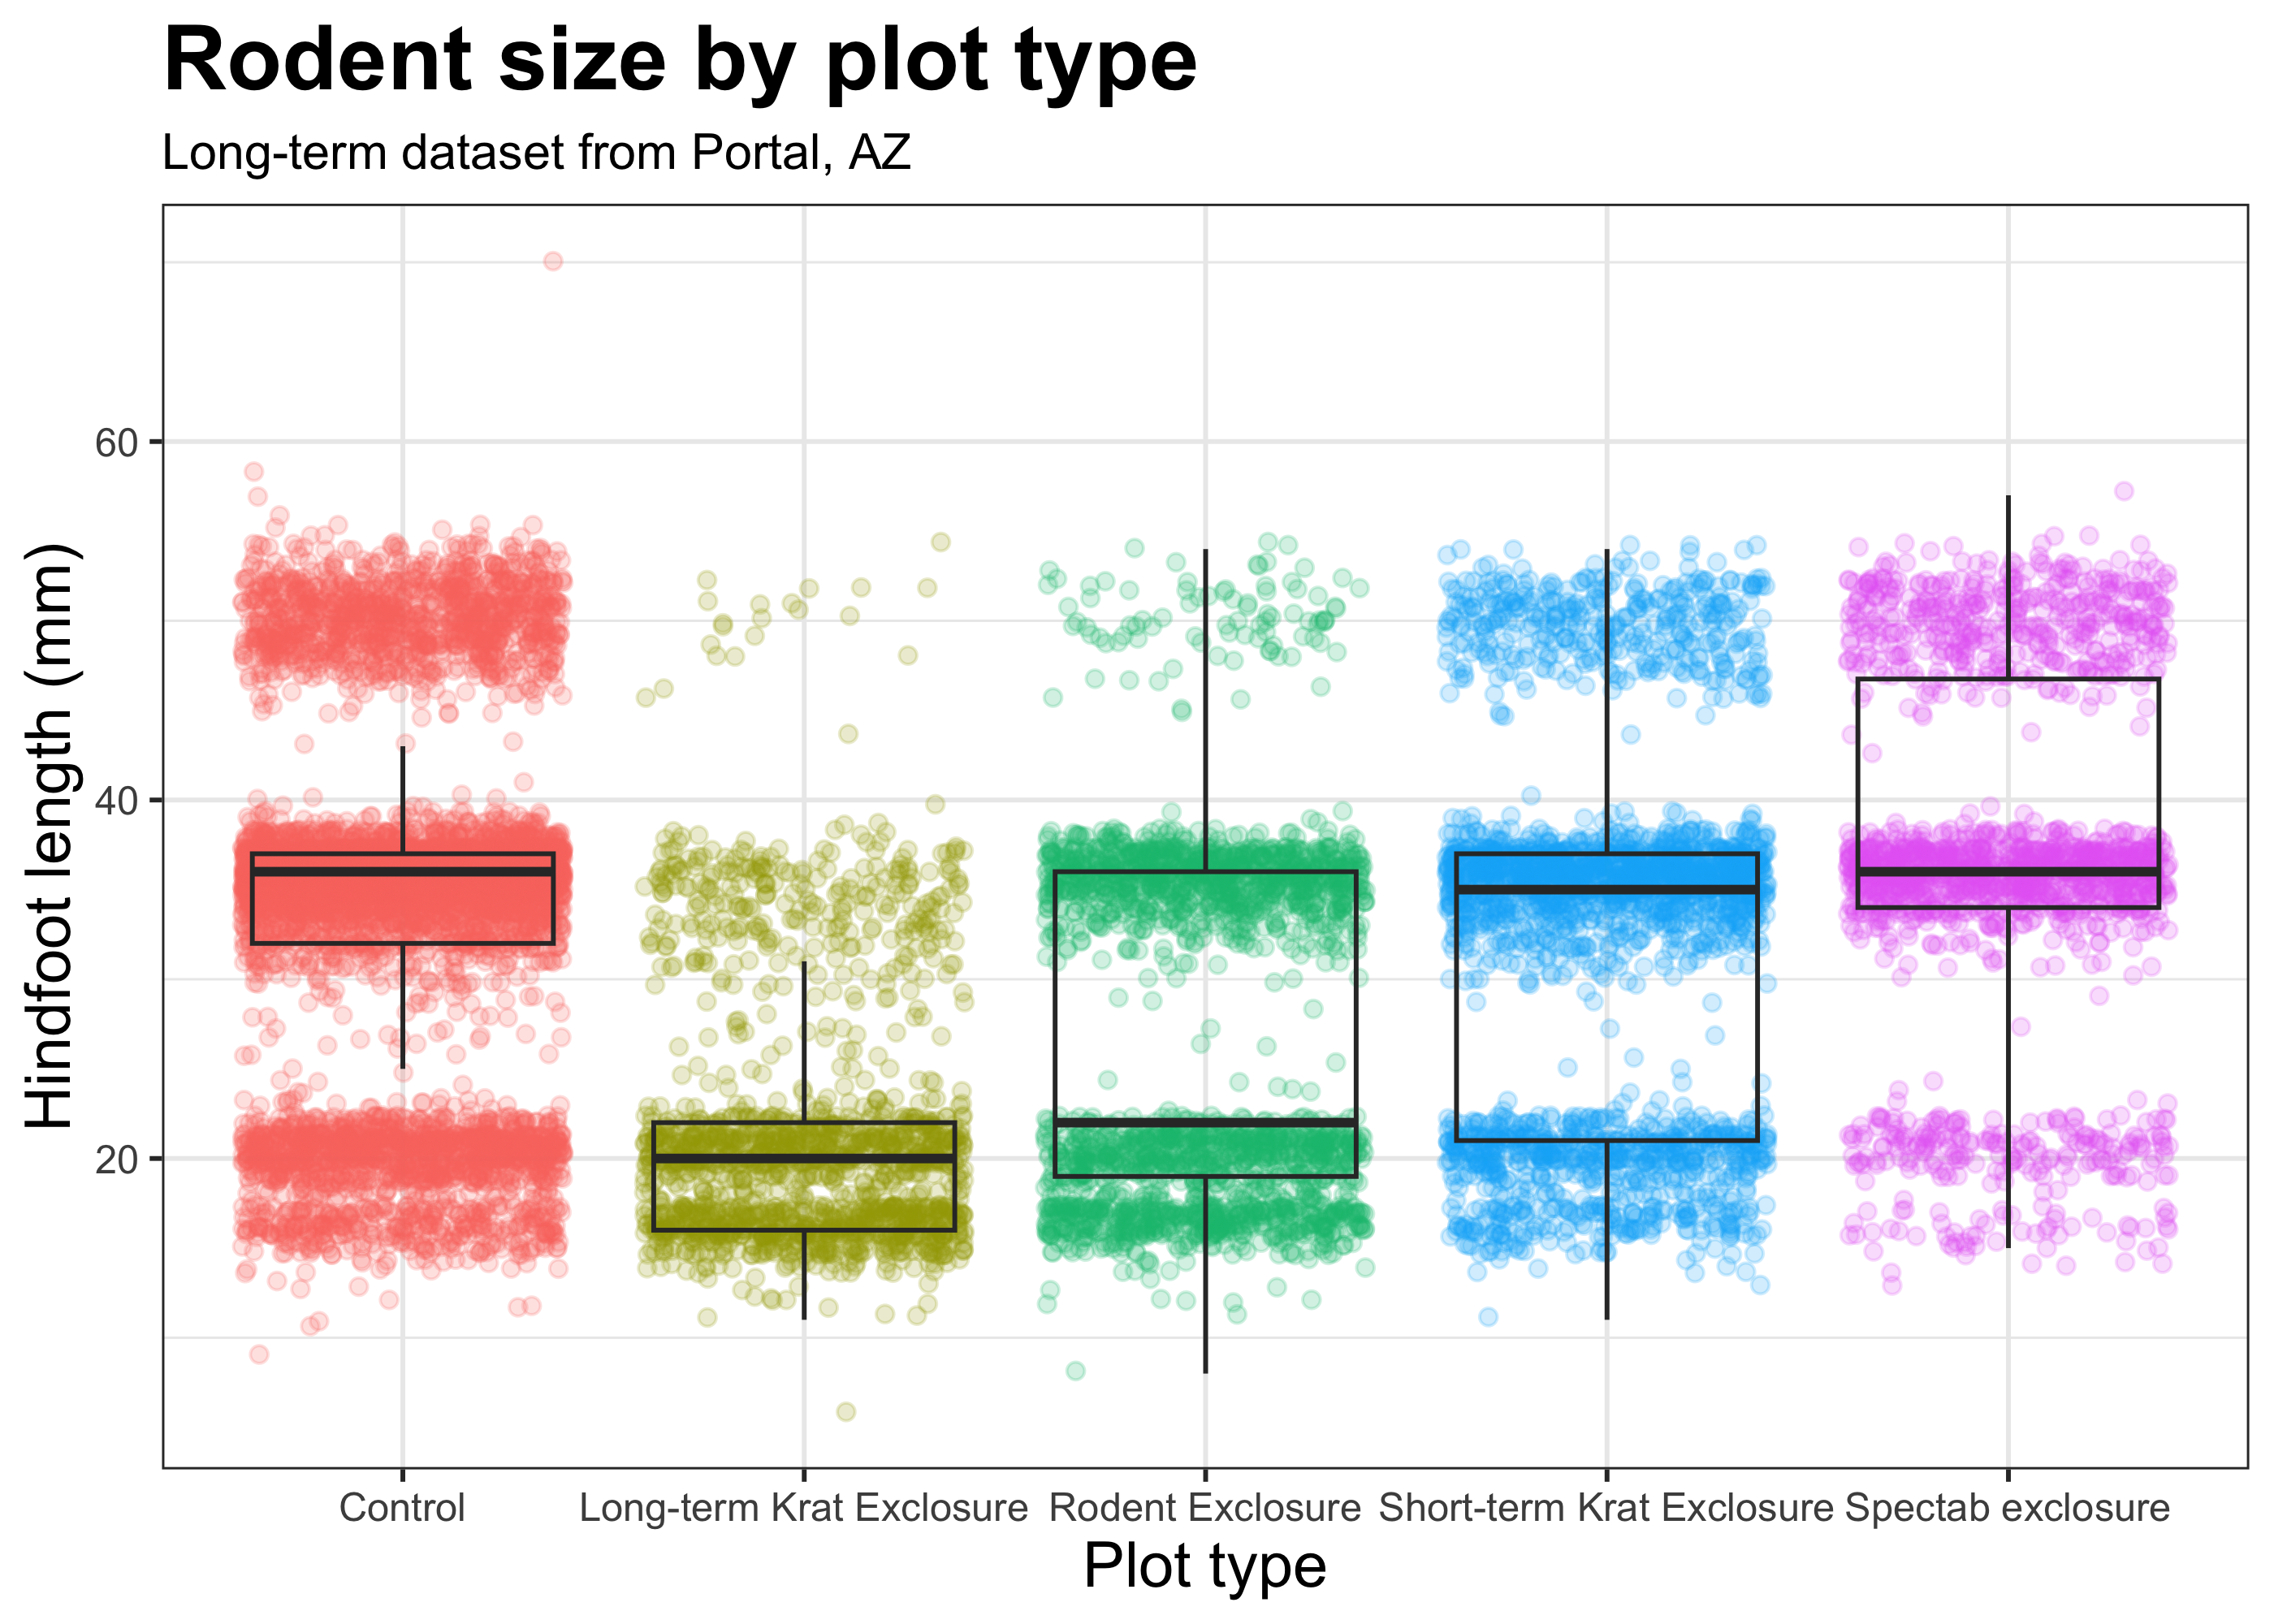 Rodent size by plot type
Long-term dataset from Portal, AZ
Hindfoot length (mm)
60
40
20
Control
Long-term Krat Exclosure
Rodent Exclosure
Short-term Krat Exclosure
Spectab exclosure
Plot type